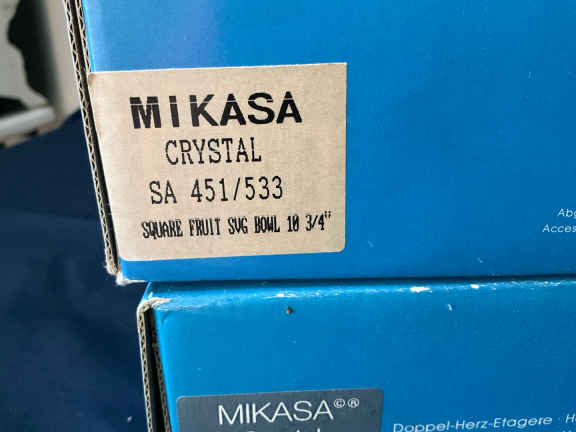 MIKASA
CRYSTAL
SA 451/533
SQUARE FRUIT SVG BOWL 10 3/4"
MIKASA©®
Doppel-Herz-Etagere ·